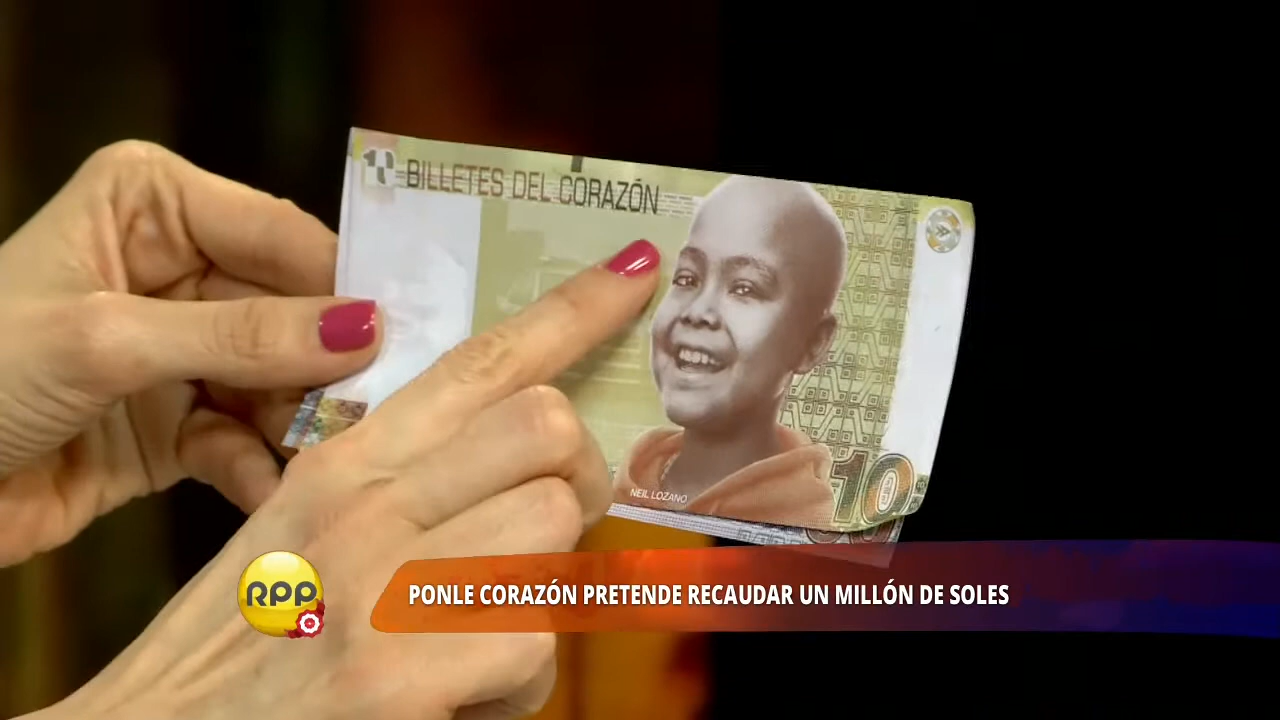 10
BILLETES DEL CORAZÓN
NEIL LOZANO
10
RPP
PONLE CORAZÓN PRETENDE RECAUDAR UN MILLÓN DE SOLES